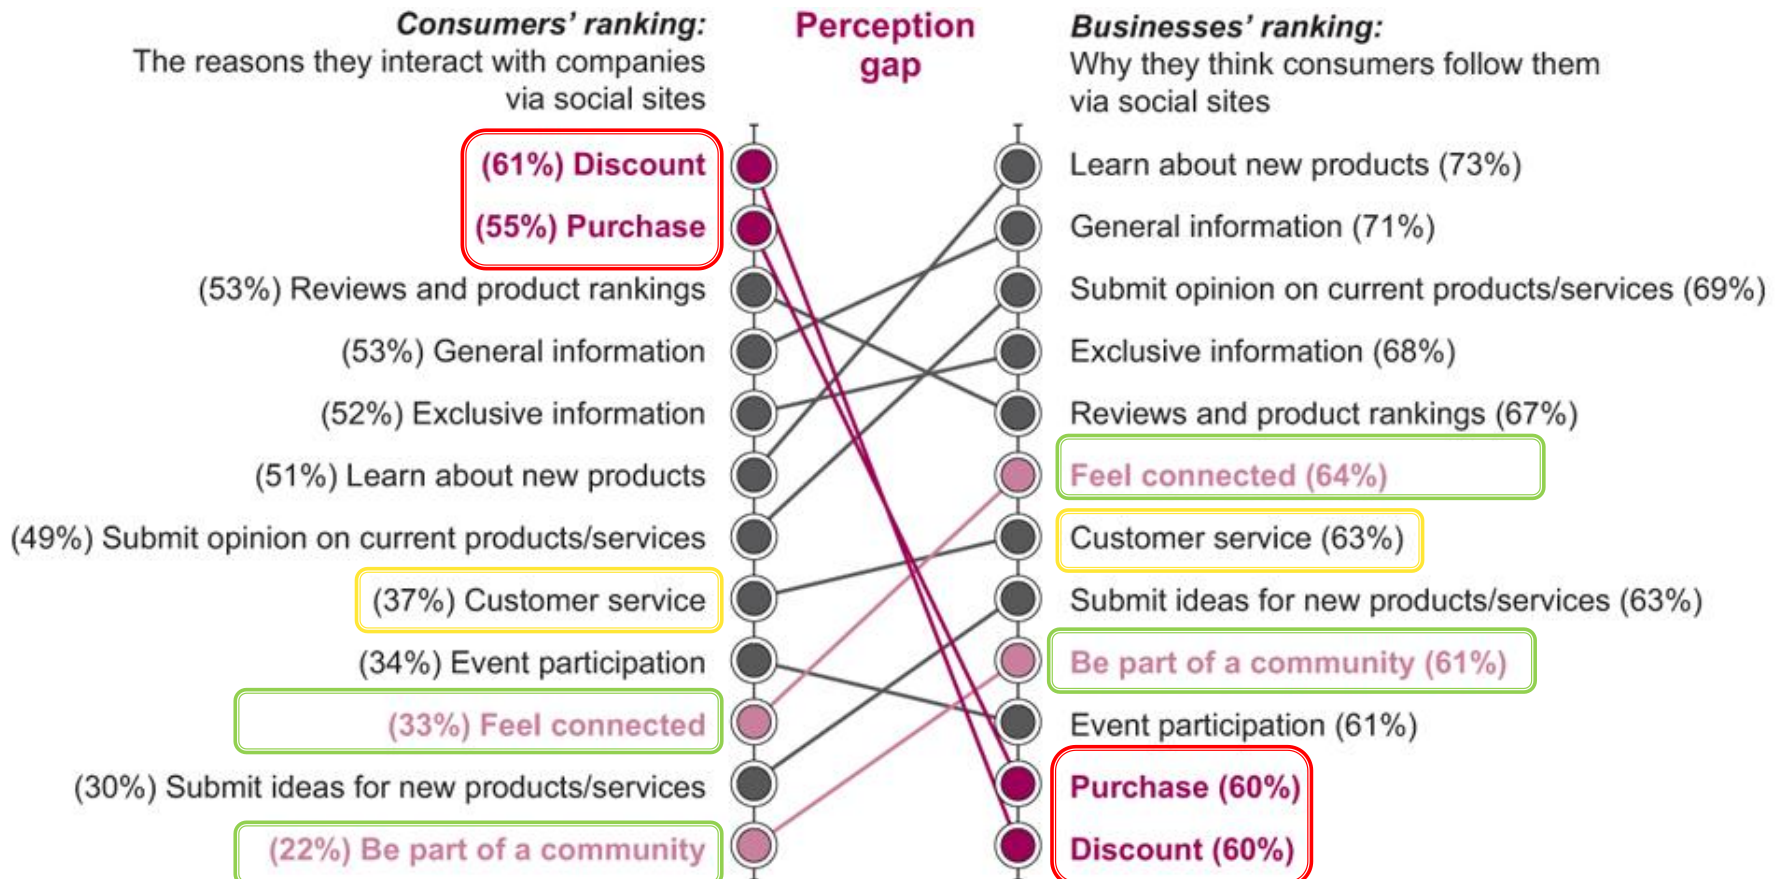 Consumers' ranking:
The reasons they interact with companies
via social sites
Perception
gap
Businesses' ranking:
Why they think consumers follow them
via social sites
(61%) Discount
(55%) Purchase
(53%) Reviews and product rankings
(53%) General information
(52%) Exclusive information
(51%) Learn about new products
(49%) Submit opinion on current products/services
(37%) Customer service
(34%) Event participation
(33%) Feel connected
(30%) Submit ideas for new products/services
(22%) Be part of a community
Learn about new products (73%)
General information (71%)
Submit opinion on current products/services (69%)
Exclusive information (68%)
Reviews and product rankings (67%)
Feel connected (64%)
Customer service (63%)
Submit ideas for new products/services (63%)
Be part of a community (61%)
Event participation (61%)
Purchase (60%)
Discount (60%)